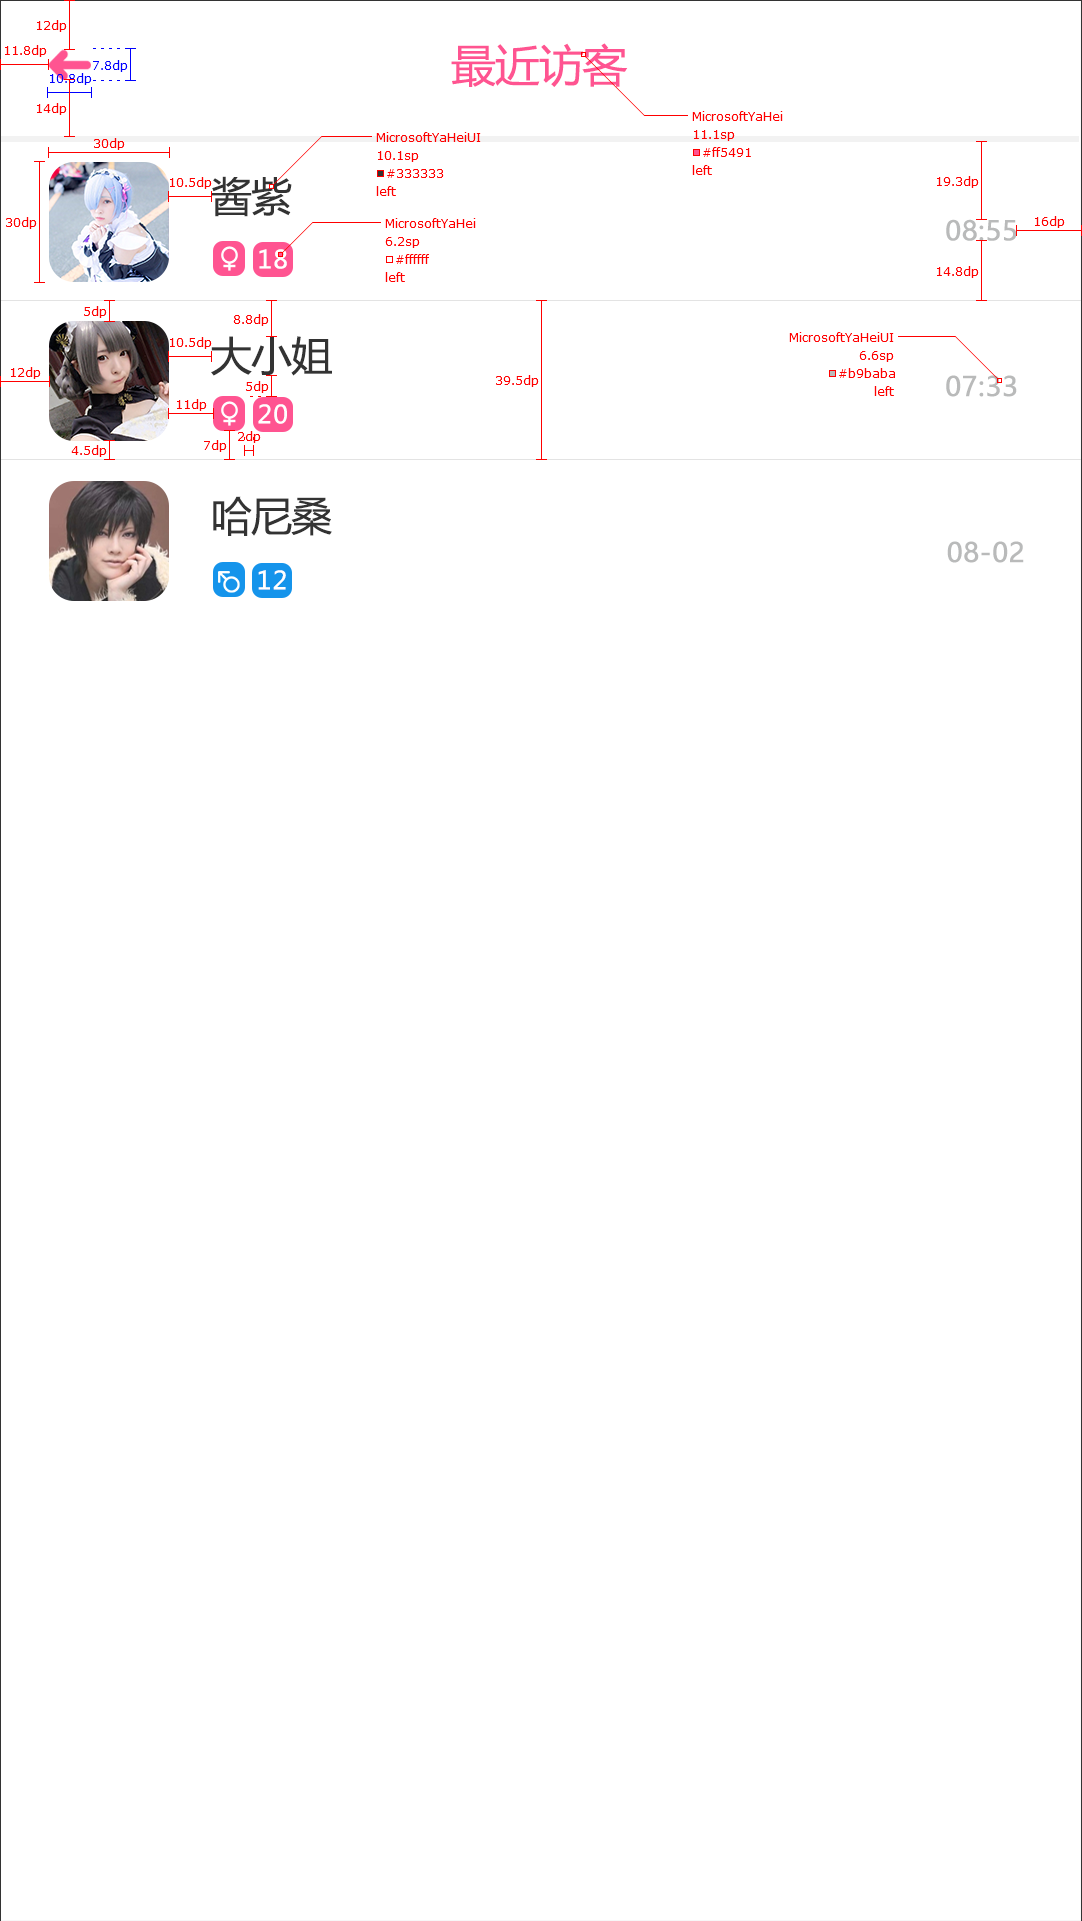 12dp
11.8dp
7.8dp
10.8dp
14dp
最近访客
MicrosoftYaHei
11.1sp
#ff5491
left
30dp
30dp
10.5dp
酱紫
MicrosoftYaHeiUI
10.1sp
#333333
left
18
MicrosoftYaHei
6.2sp
#ffffff
left
19.3dp
08:55
16dp
14.8dp
5dp
8.8dp
12dp
10.5dp
大小姐
5dp
11dp
20
2dp
7dp
4.5dp
39.5dp
MicrosoftYaHeiUI
6.6sp
#b9baba
left
07:33
哈尼桑
12
08-02